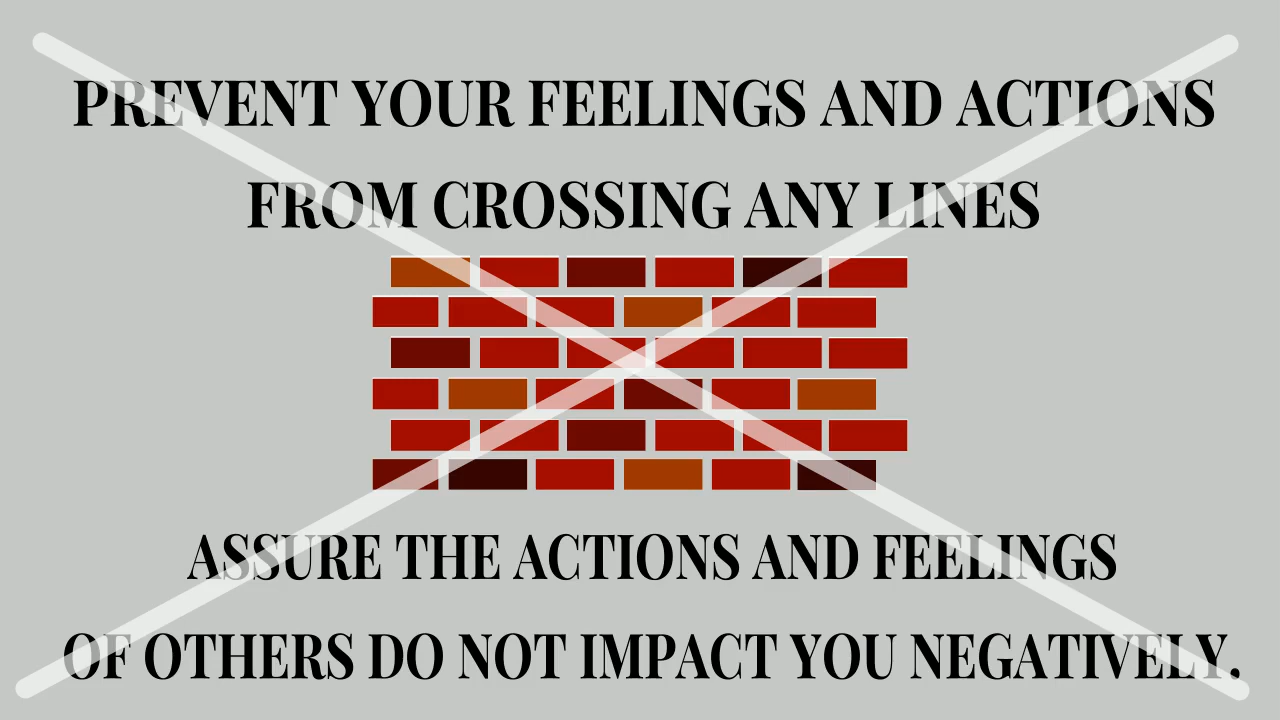 PREVENT YOUR FEELINGS AND ACTIONS
FROM CROSSING ANY LINES
ASSURE THE ACTIONS AND FEELINGS
OF OTHERS DO NOT IMPACT YOU NEGATIVELY.